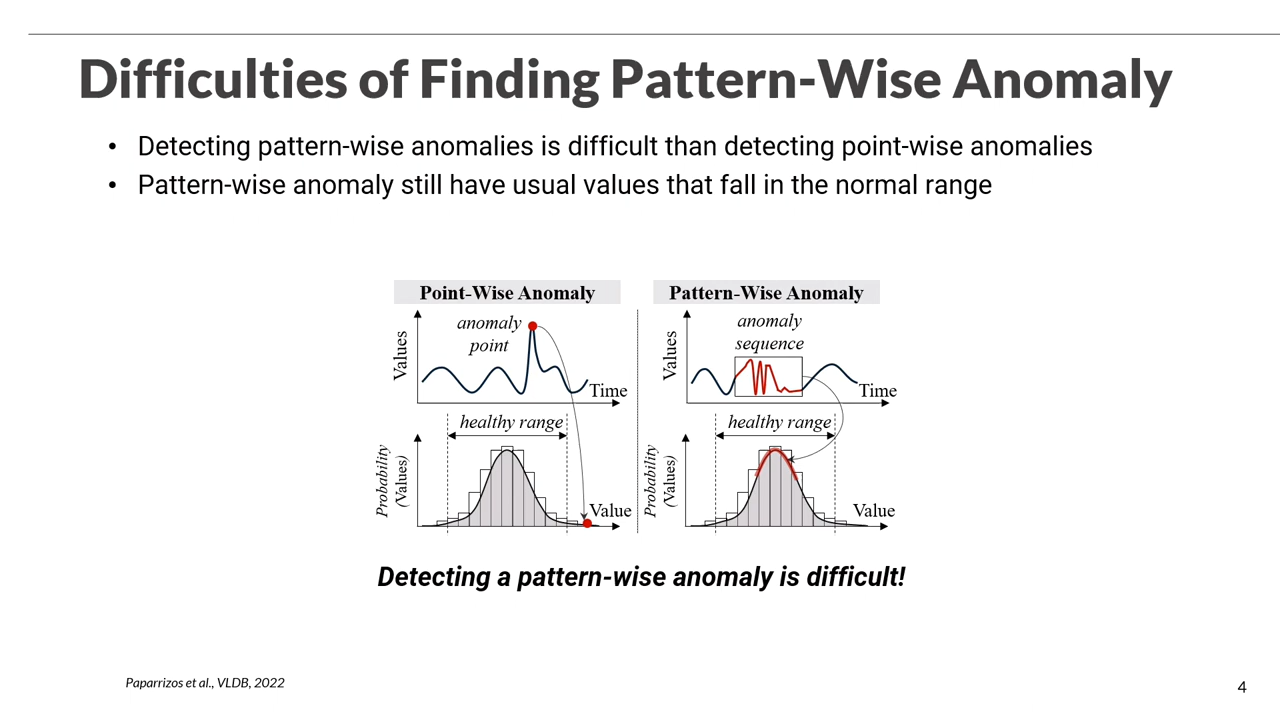 Difficulties of Finding Pattern-Wise Anomaly
• Detecting pattern-wise anomalies is difficult than detecting point-wise anomalies
• Pattern-wise anomaly still have usual values that fall in the normal range
Point-Wise Anomaly
Values
anomaly
point
Time
healthy range
Probability
(Values)
Value
Pattern-Wise Anomaly
Values
anomaly
sequence
Time
healthy range
Probability
(Values)
Value
Detecting a pattern-wise anomaly is difficult!
Paparrizos et al., VLDB, 2022
4